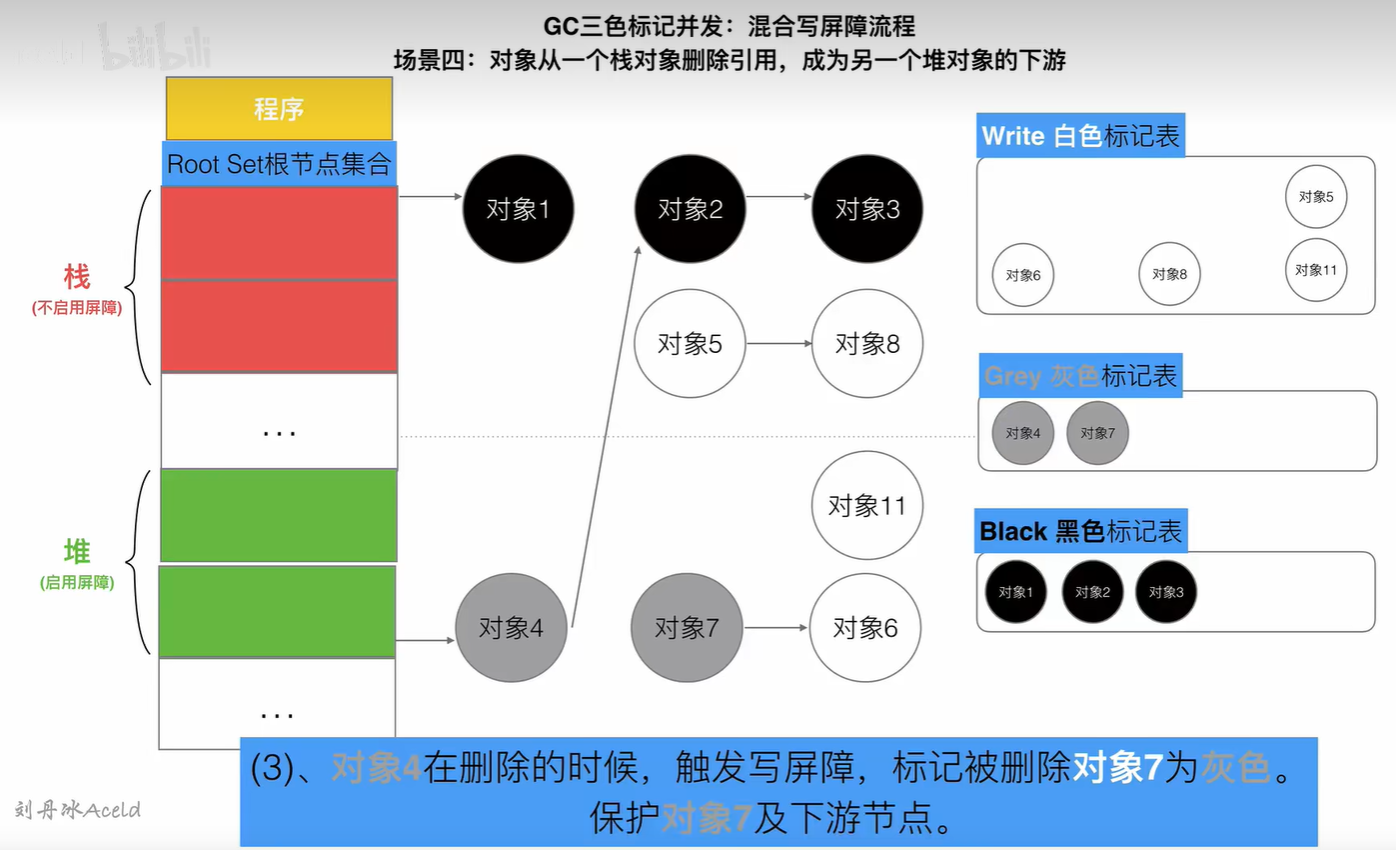 GC三色标记并发：混合写屏障流程
场景四：对象从一个栈对象删除引用，成为另一个堆对象的下游
bilibili
程序
Root Set根节点集合
栈
(不启用屏障)
...
堆
(启用屏障)
...
对象1
对象2
对象3
对象5
对象8
对象11
对象4
对象7
对象6
Write 白色标记表
对象5
对象6
对象8
对象11
Grey 灰色标记表
对象4
对象7
Black 黑色标记表
对象1
对象2
对象3
(3)、对象4在删除的时候，触发写屏障，标记被删除对象7为灰色。
保护对象7及下游节点。
刘丹冰Aceld